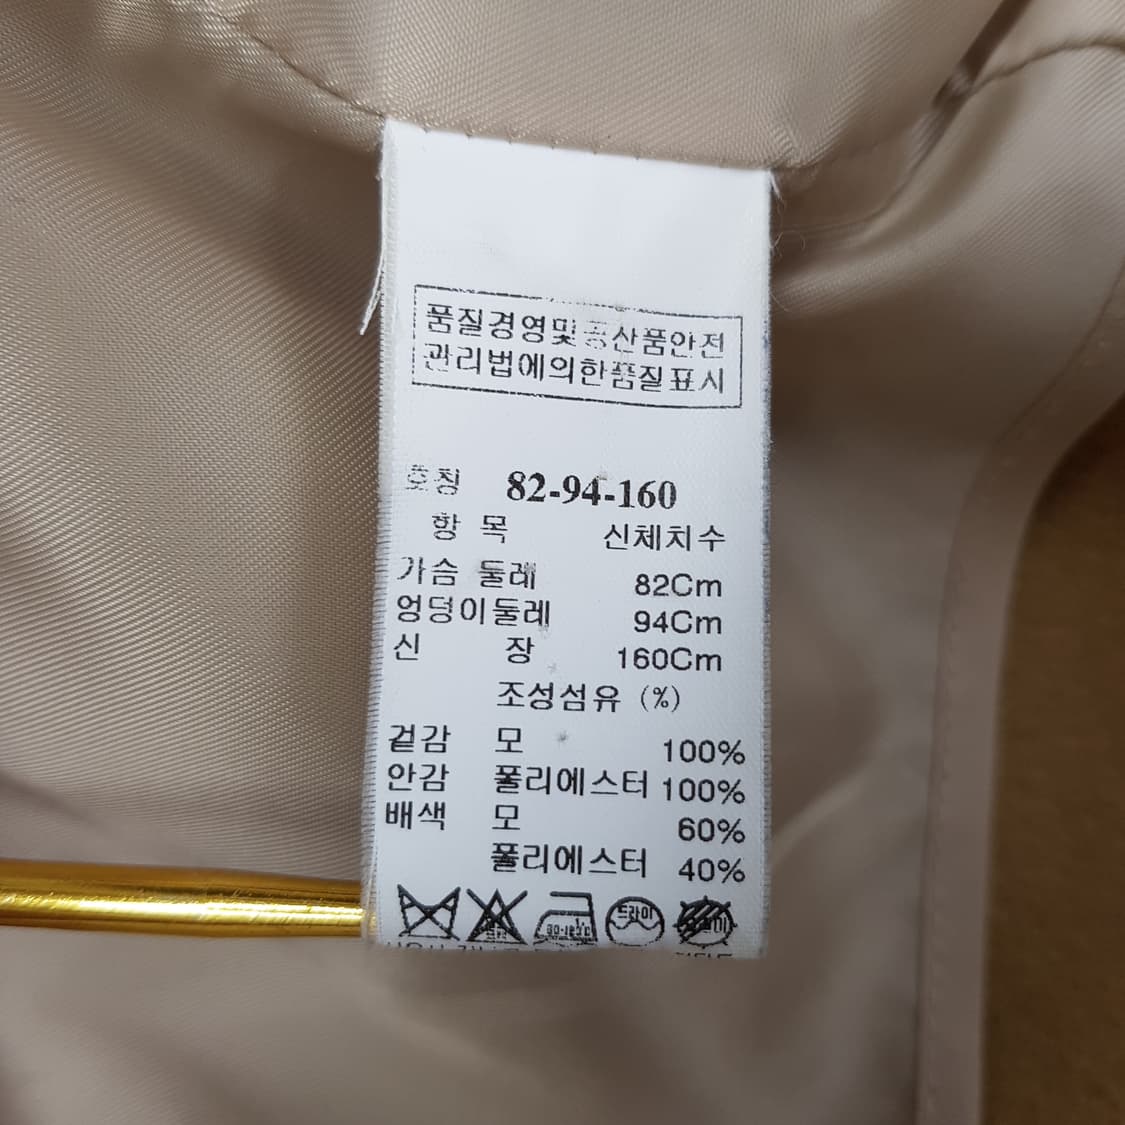 품질경영및공산품안전
관리법에의한품질표시
호칭 82-94-160
항 목 신체치수
가슴 둘레 82Cm
엉덩이둘레 94Cm
신 장 160Cm
조성섬유 (%)
겉감 모 100%
안감 폴리에스터 100%
배색 모 60%
폴리에스터 40%
드라이